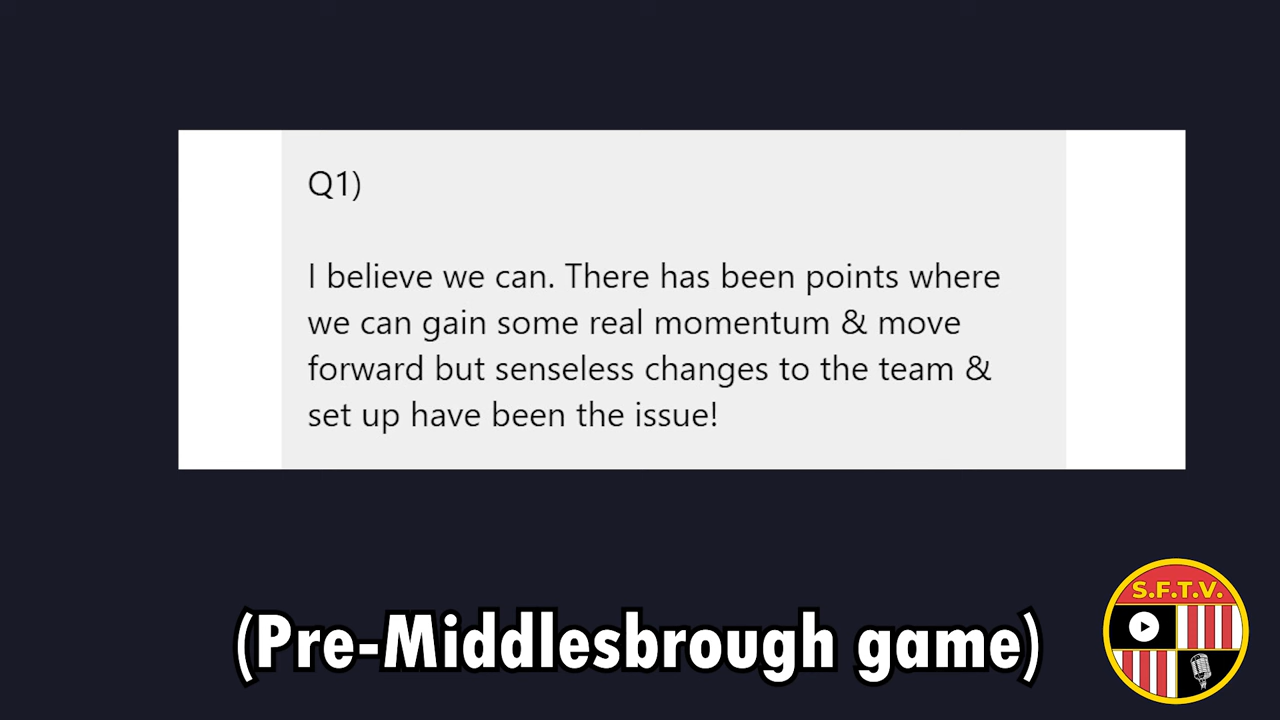 Q1)
I believe we can. There has been points where
we can gain some real momentum & move
forward but senseless changes to the team &
set up have been the issue!
(Pre-Middlesbrough game)
S.F.T.V.